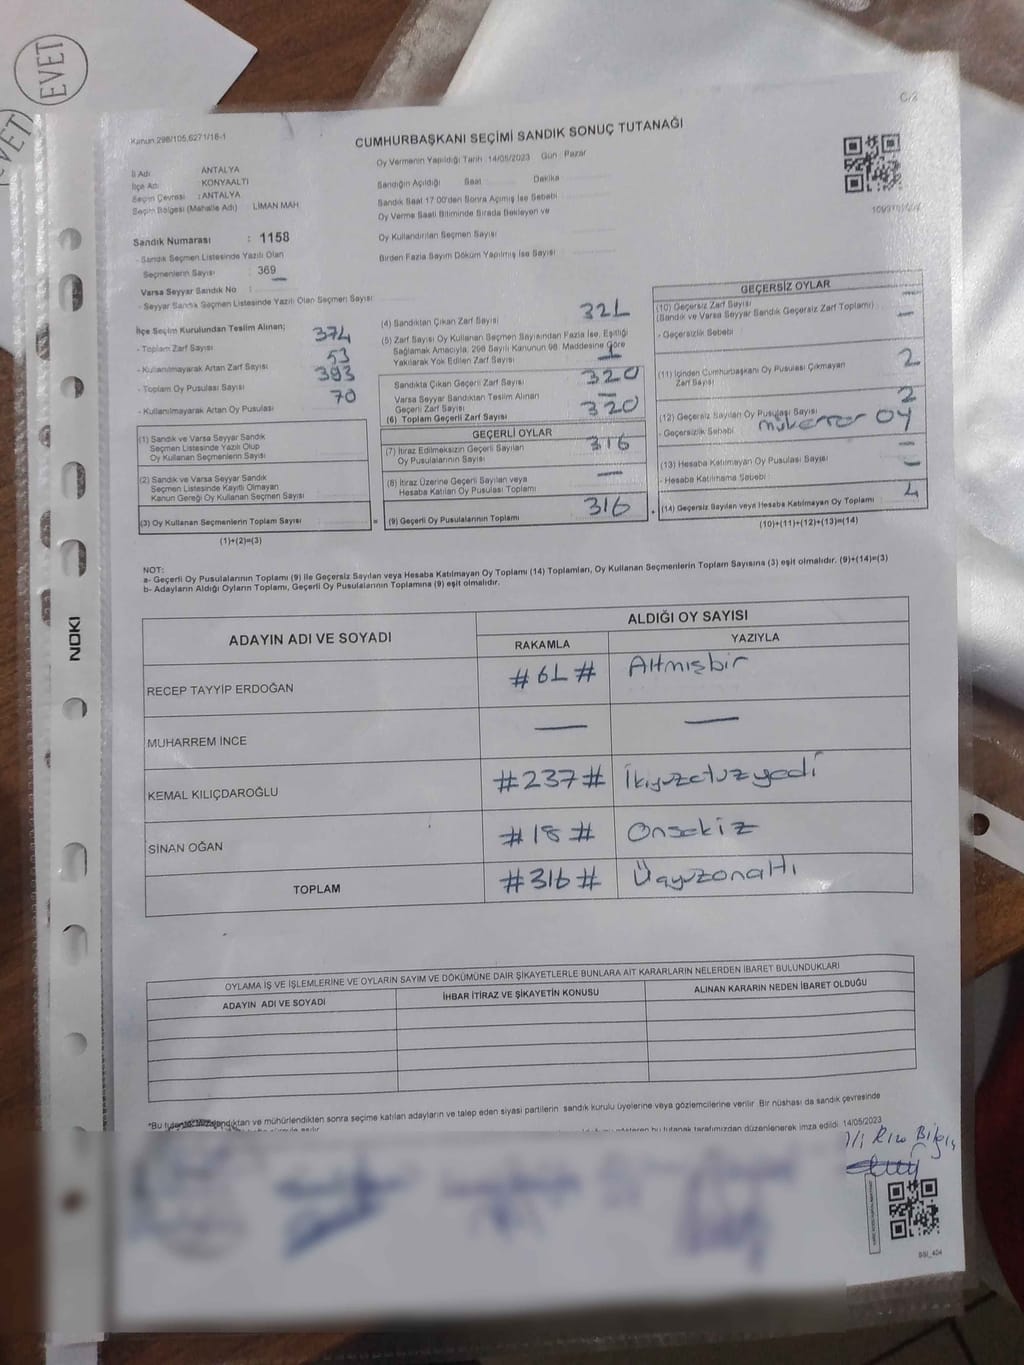 EVET
C/2
Kanun 298/105,6271/16-1
CUMHURBAŞKANI SEÇİMİ SANDIK SONUÇ TUTANAĞI
İl Adı ANTALYA
İlçe Adı KONYAALTI
Seçim Çevresi : ANTALYA
Seçim Bölgesi (Mahalle Adı) LİMAN MAH
Sandık Numarası : 1158
- Sandık Seçmen Listesinde Yazılı Olan
Seçmenlerin Sayısı : 369
Varsa Seyyar Sandık No : —
- Seyyar Sandık Seçmen Listesinde Yazılı Olan Seçmen Sayısı
Oy Vermenin Yapıldığı Tarih : 14/05/2023 Gün : Pazar
Sandığın Açıldığı Saat Dakika
Sandık Saat 17 00'den Sonra Açımış İse Sebebi
Oy Verme Saati Bitiminde Sırada Bekleyen ve
Oy Kullandırılan Seçmen Sayısı
Birden Fazla Sayım Döküm Yapılmış İse Sayısı
İlçe Seçim Kurulundan Teslim Alınan;
- Toplam Zarf Sayısı 374
- Kullanılmayarak Artan Zarf Sayısı 53
- Toplam Oy Pusulası Sayısı 393
- Kullanılmayarak Artan Oy Pusulası 70
(1) Sandık ve Varsa Seyyar Sandık
Seçmen Listesinde Yazılı Olup
Oy Kullanan Seçmenlerin Sayısı
(2) Sandık ve Varsa Seyyar Sandık
Seçmen Listesinde Kayıtlı Olmayan
Kanun Gereği Oy Kullanan Seçmen Sayısı
(3) Oy Kullanan Seçmenlerin Toplam Sayısı =
(1)+(2)=(3)
(4) Sandıktan Çıkan Zarf Sayısı 321
(5) Zarf Sayısı Oy Kullanan Seçmen Sayısından Fazla İse, Eşitliği
Sağlamak Amacıyla, 298 Sayılı Kanunun 98. Maddesine Göre
Yakılarak Yok Edilen Zarf Sayısı 1
Sandıkta Çıkan Geçerli Zarf Sayısı 320
Varsa Seyyar Sandıktan Teslim Alınan
Geçerli Zarf Sayısı —
(6) Toplam Geçerli Zarf Sayısı 320
GEÇERLİ OYLAR
(7) İtiraz Edilmeksizin Geçerli Sayılan
Oy Pusulalarının Sayısı 316
(8) İtiraz Üzerine Geçerli Sayılan veya
Hesaba Katılan Oy Pusulası Toplamı —
(9) Geçerli Oy Pusulalarının Toplamı 316 +
GEÇERSİZ OYLAR
(10) Geçersiz Zarf Sayısı —
(Sandık ve Varsa Seyyar Sandık Geçersiz Zarf Toplamı) —
- Geçersizlik Sebebi
(11) İçinden Cumhurbaşkanı Oy Pusulası Çıkmayan 2
Zarf Sayısı
(12) Geçersiz Sayılan Oy Pusulası Sayısı 2
- Geçersizlik Sebebi mükerrer OY
(13) Hesaba Katılmayan Oy Pusulası Sayısı —
- Hesaba Katılmama Sebebi —
(14) Geçersiz Sayılan veya Hesaba Katılmayan Oy Toplamı 4
(10)+(11)+(12)+(13)=(14)
NOT:
a- Geçerli Oy Pusulalarının Toplamı (9) ile Geçersiz Sayılan veya Hesaba Katılmayan Oy Toplamı (14) Toplamları, Oy Kullanan Seçmenlerin Toplam Sayısına (3) eşit olmalıdır. (9)+(14)=(3)
b- Adayların Aldığı Oyların Toplamı, Geçerli Oy Pusulalarının Toplamına (9) eşit olmalıdır.
NOKI
ADAYIN ADI VE SOYADI ALDIĞI OY SAYISI
RAKAMLA YAZIYLA
RECEP TAYYİP ERDOĞAN #61# Altmışbir
MUHARREM İNCE — —
KEMAL KILIÇDAROĞLU #237# İkiyüzotuzyedi
SİNAN OĞAN #18# Onsekiz
TOPLAM #316# Üçyüzonaltı
OYLAMA İŞ VE İŞLEMLERİNE VE OYLARIN SAYIM VE DÖKÜMÜNE DAİR ŞİKAYETLERLE BUNLARA AİT KARARLARIN NELERDEN İBARET BULUNDUKLARI
ADAYIN ADI VE SOYADI İHBAR İTİRAZ VE ŞİKAYETİN KONUSU ALINAN KARARIN NEDEN İBARET OLDUĞU
ve mühürlendikten sonra seçime katılan adayların ve talep eden siyasi partilerin sandık kurulu üyelerine veya gözlemcilerine verilir. Bir nüshası da sandık çevresinde
bu tutanak tarafımızdan düzenlenerek imza edildi. 14/05/2023